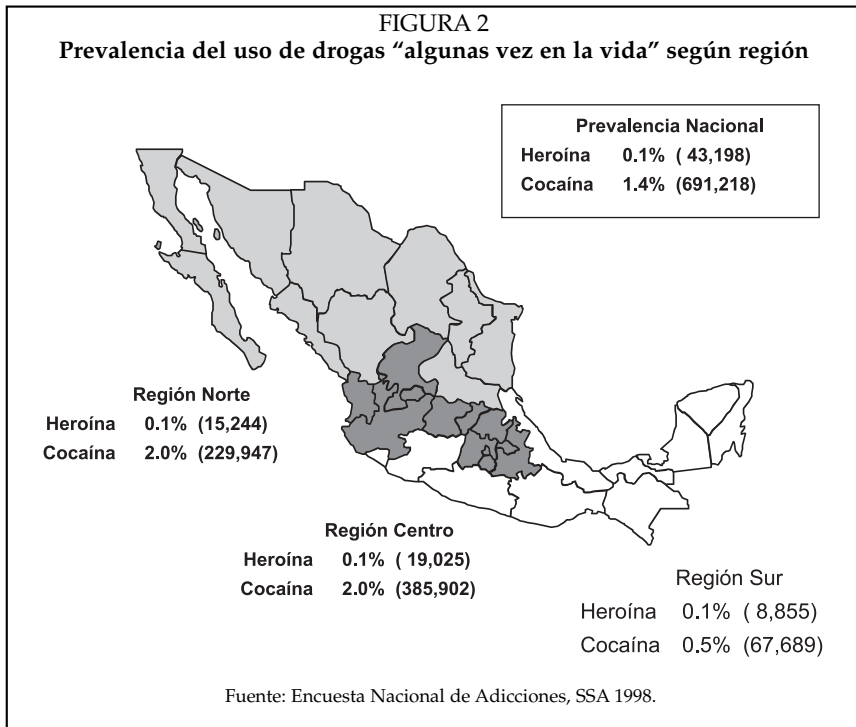 FIGURA 2
Prevalencia del uso de drogas “algunas vez en la vida” según región
Prevalencia Nacional
Heroína 0.1% ( 43,198)
Cocaína 1.4% (691,218)
Región Norte
Heroína 0.1% (15,244)
Cocaína 2.0% (229,947)
Región Centro
Heroína 0.1% ( 19,025)
Cocaína 2.0% (385,902)
Región Sur
Heroína 0.1% ( 8,855)
Cocaína 0.5% (67,689)
Fuente: Encuesta Nacional de Adicciones, SSA 1998.